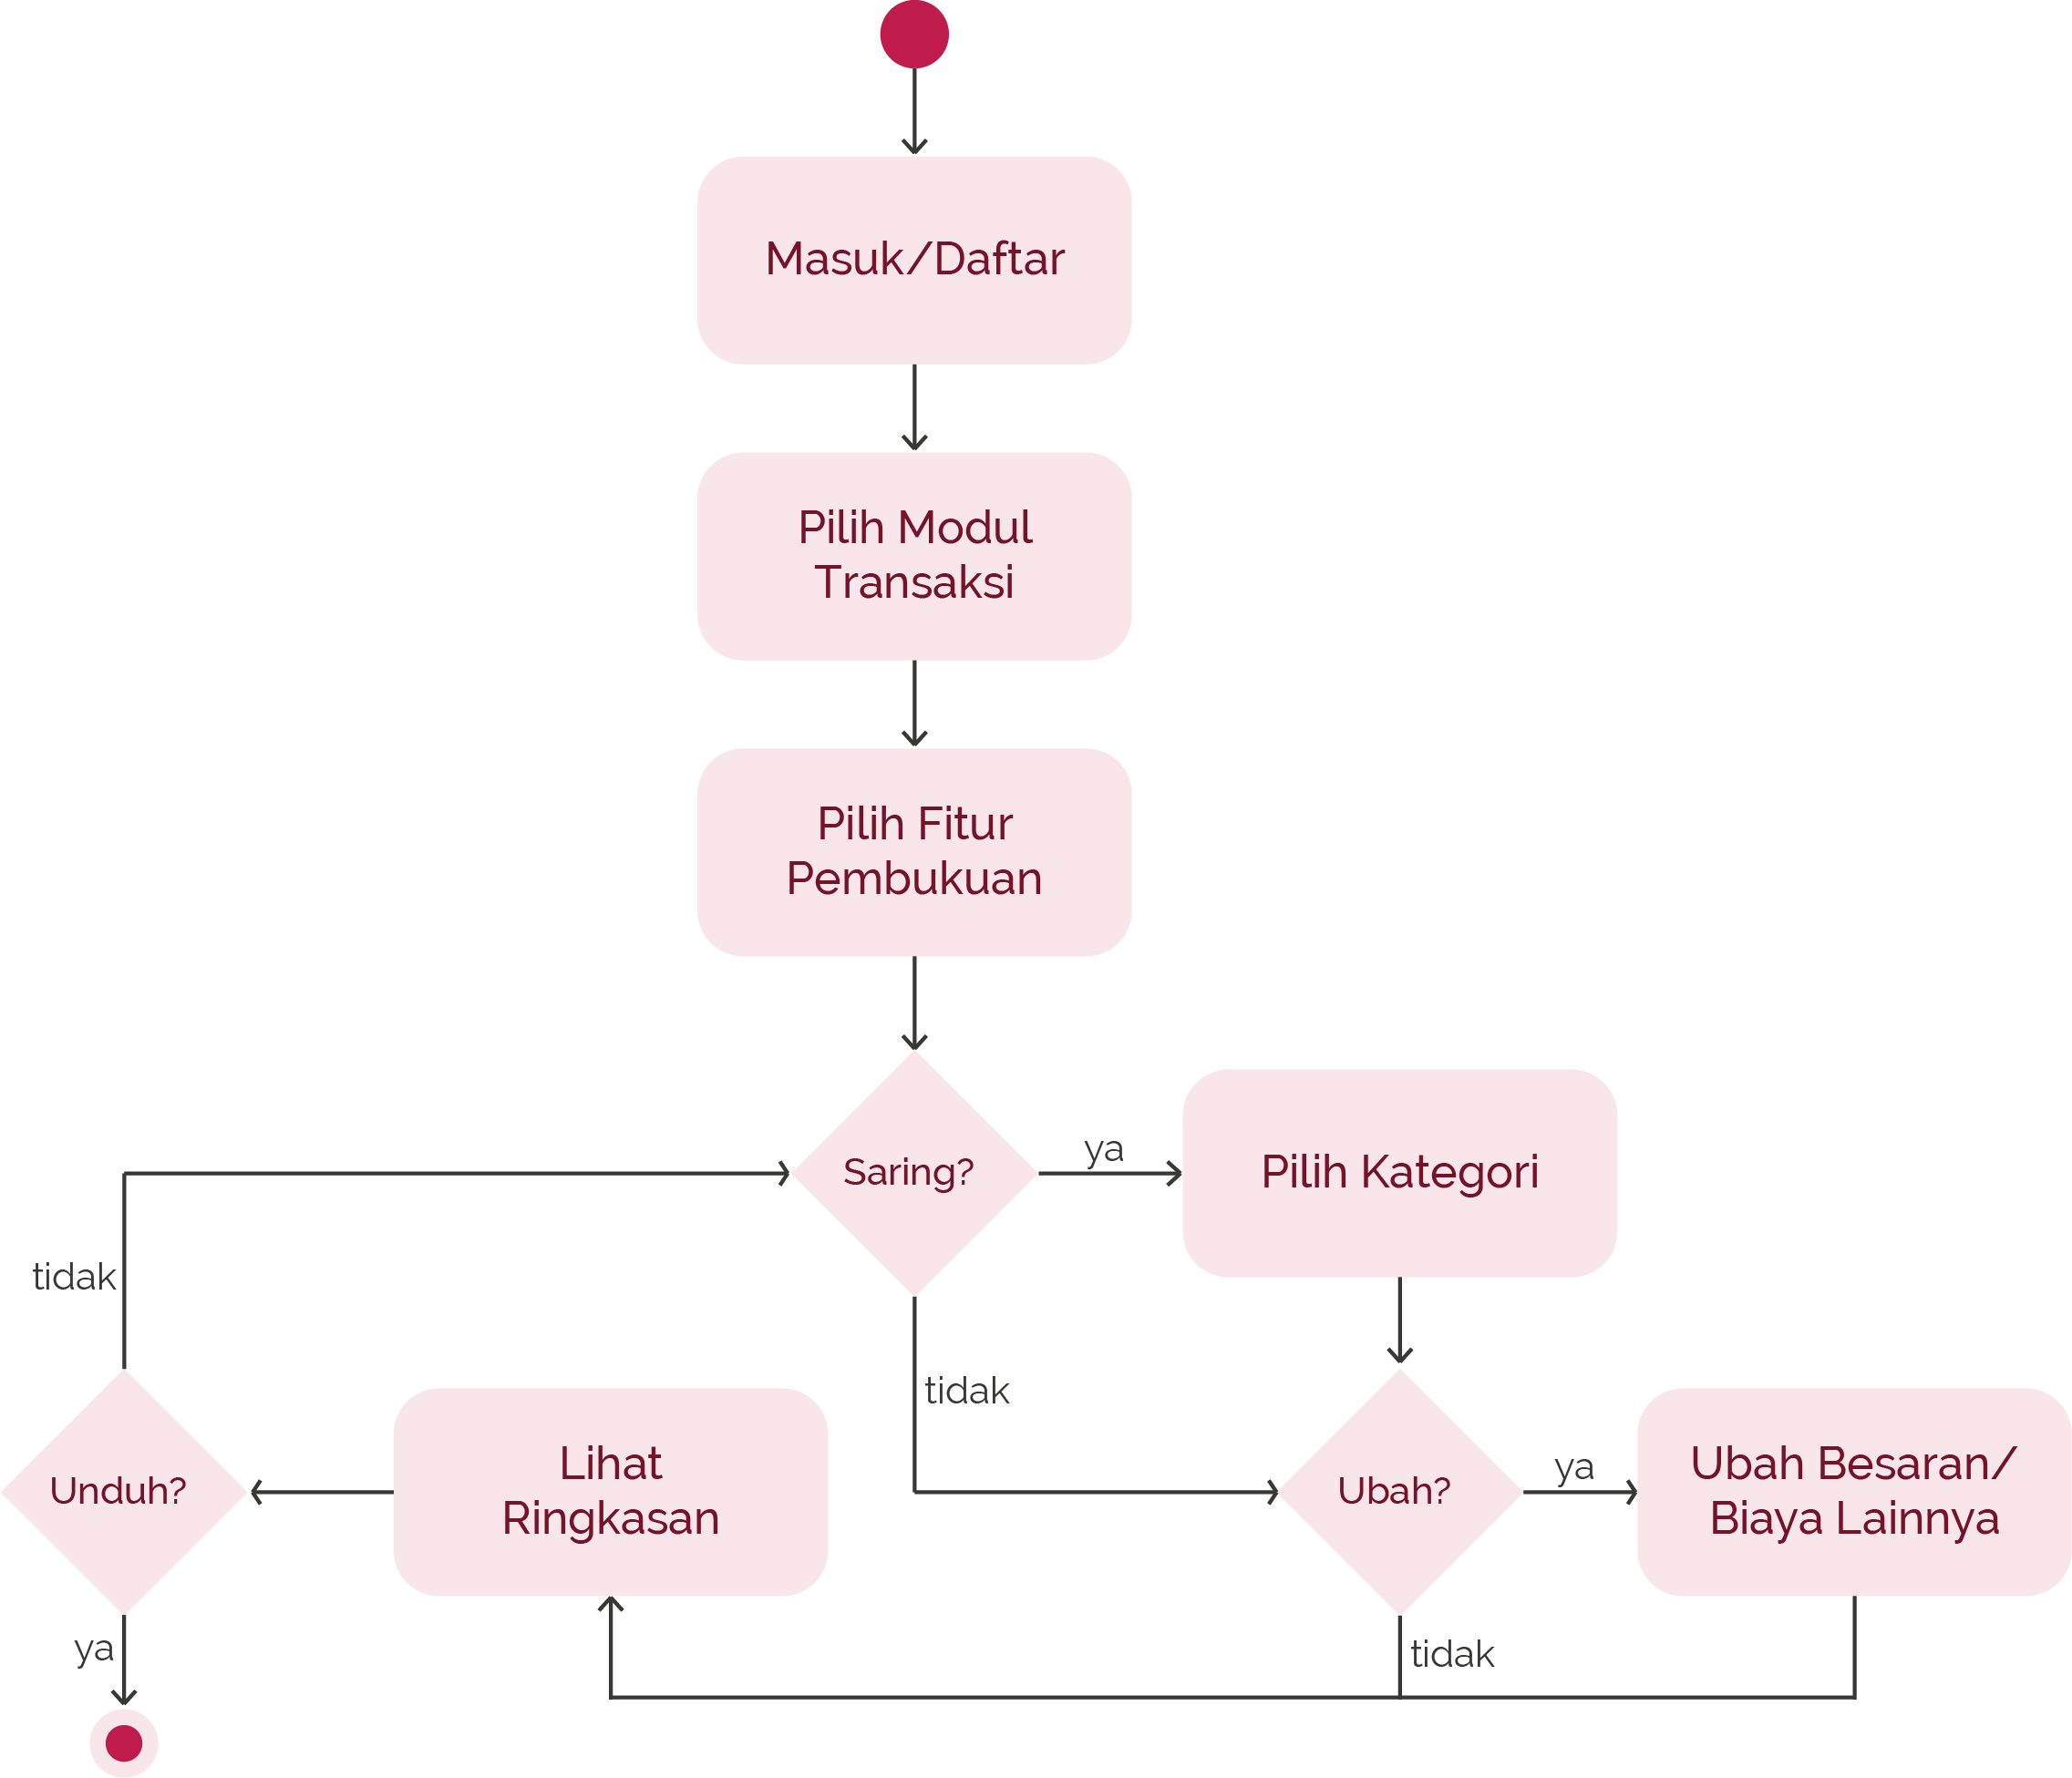 Masuk/Daftar
Pilih Modul
Transaksi
Pilih Fitur
Pembukuan
Saring?
ya
Pilih Kategori
tidak
tidak
Unduh?
Lihat
Ringkasan
Ubah?
ya
Ubah Besaran/
Biaya Lainnya
ya
tidak